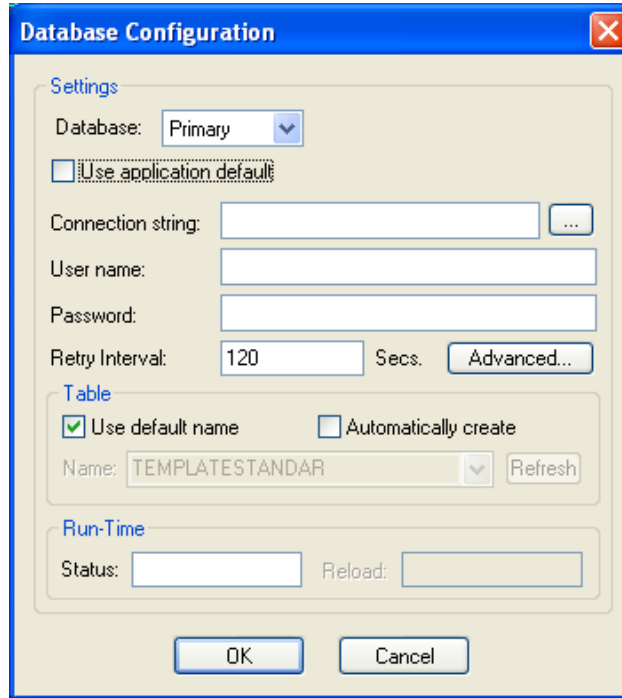 Database Configuration
Settings
Database: Primary
Use application default
Connection string: ...
User name:
Password:
Retry Interval: 120 Secs. Advanced...
Table
Use default name Automatically create
Name: TEMPLATESTANDAR Refresh
Run-Time
Status: Reload:
OK Cancel